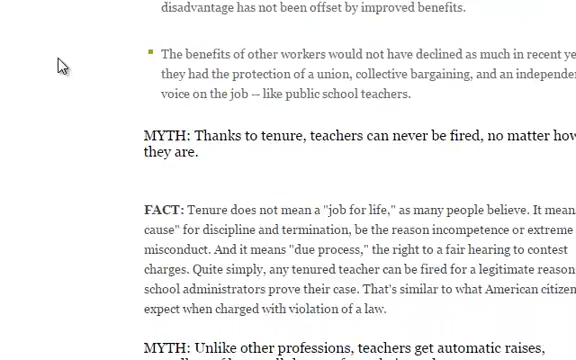 disadvantage has not been offset by improved benefits.
The benefits of other workers would not have declined as much in recent ye
they had the protection of a union, collective bargaining, and an independe
voice on the job -- like public school teachers.
MYTH: Thanks to tenure, teachers can never be fired, no matter how
they are.
FACT: Tenure does not mean a "job for life," as many people believe. It mean
cause" for discipline and termination, be the reason incompetence or extreme
misconduct. And it means "due process," the right to a fair hearing to contest
charges. Quite simply, any tenured teacher can be fired for a legitimate reason
school administrators prove their case. That's similar to what American citizen
expect when charged with violation of a law.
MYTH: Unlike other professions, teachers get automatic raises,